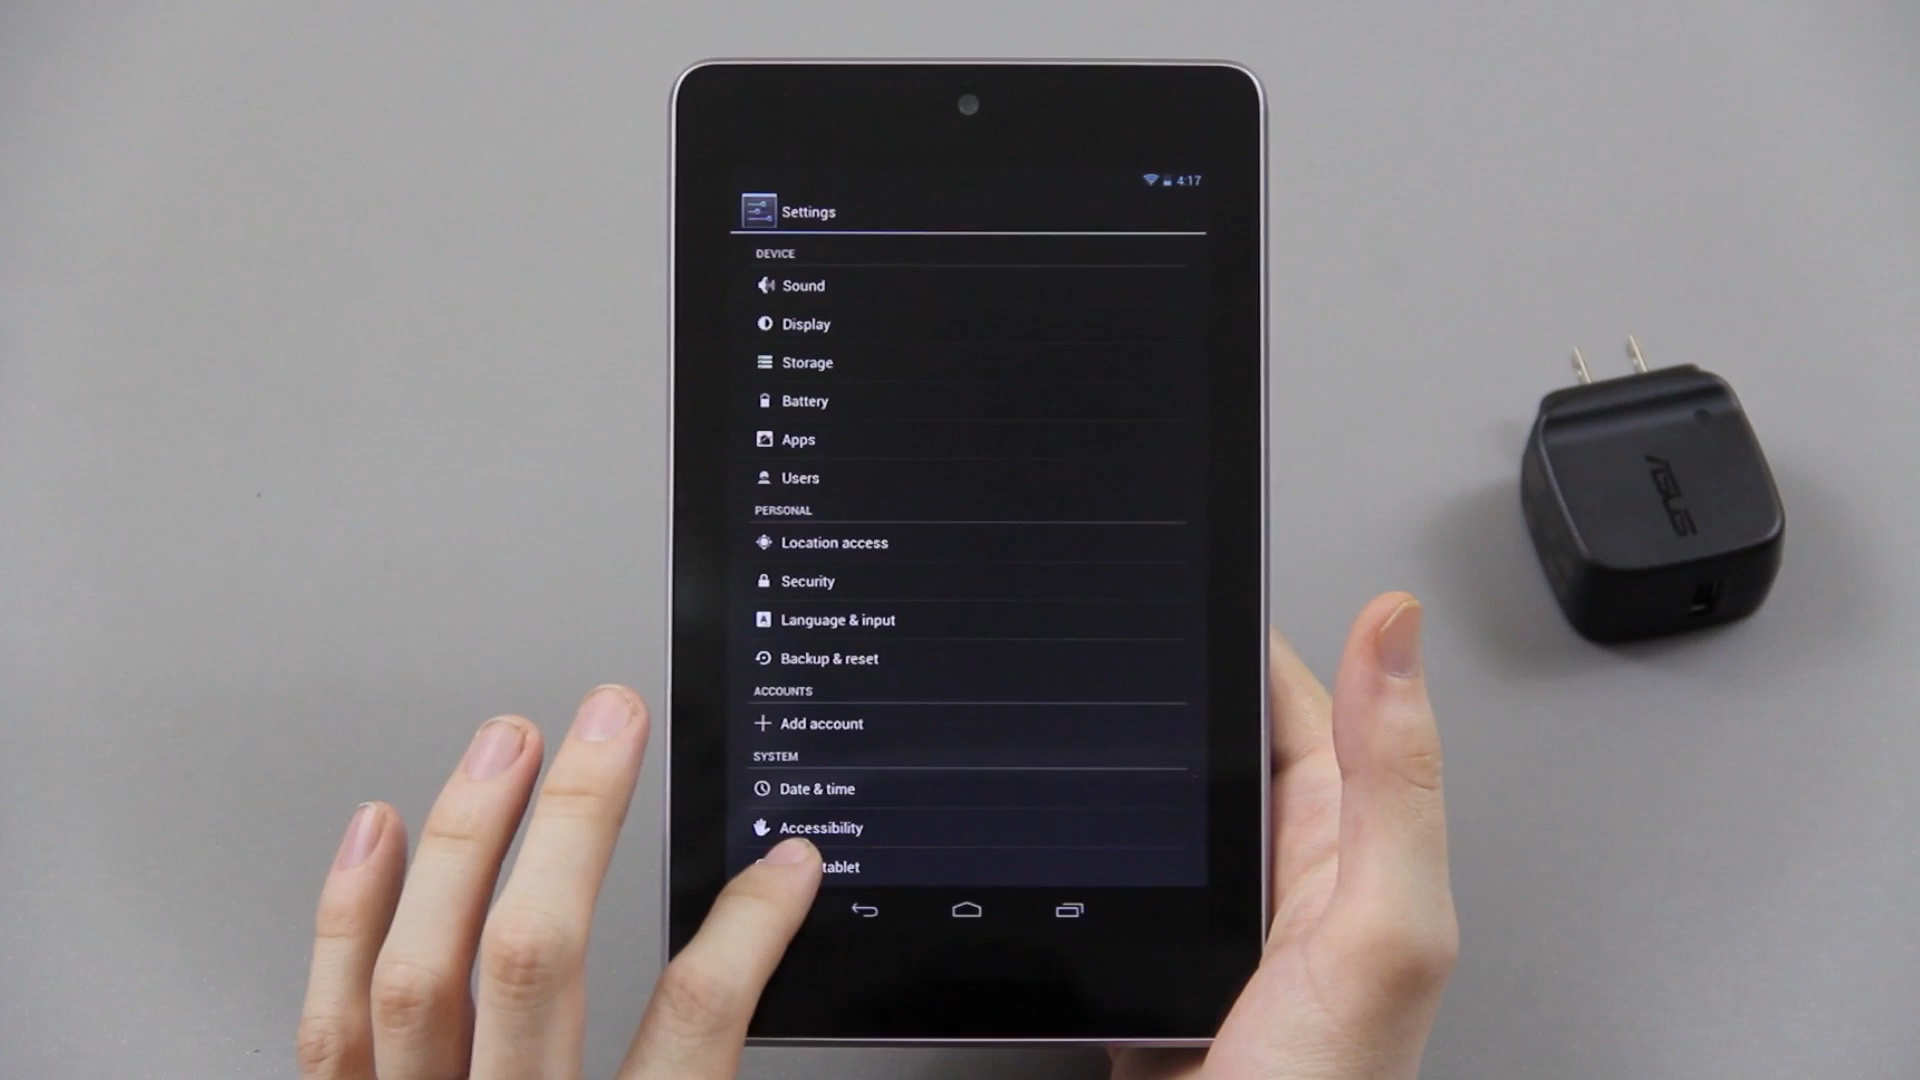 4:17
Settings
DEVICE
Sound
Display
Storage
Battery
Apps
Users
PERSONAL
Location access
Security
Language & input
Backup & reset
ACCOUNTS
Add account
SYSTEM
Date & time
Accessibility
tablet
ASUS